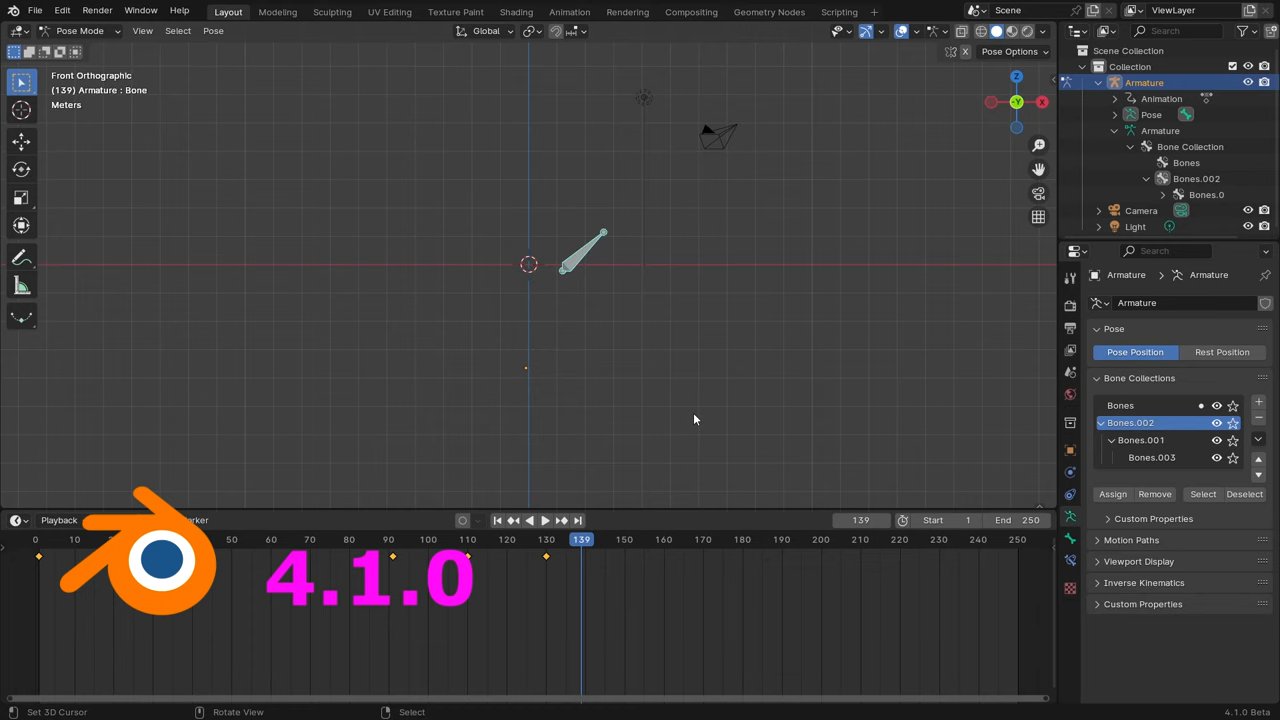 File Edit Render Window Help Layout Modeling Sculpting UV Editing Texture Paint Shading Animation Rendering Compositing Geometry Nodes Scripting Scene ViewLayer
Pose Mode View Select Pose Global Search
Pose Options
Front Orthographic
(139) Armature : Bone
Meters
Z
-Y X
Scene Collection
Collection
Armature
Animation
Pose
Armature
Bone Collection
Bones
Bones.002
Bones.0
Camera
Light
Search
Armature Armature
Armature
Pose
Pose Position Rest Position
Bone Collections
Bones
Bones.002
Bones.001
Bones.003
Assign Remove Select Deselect
Custom Properties
Motion Paths
Viewport Display
Inverse Kinematics
Custom Properties
Playback 139 Start 1 End 250
0 10 50 60 70 80 90 100 110 120 130 139 150 160 170 180 190 200 210 220 230 240 250
4.1.0
Set 3D Cursor Rotate View Select 4.1.0 Beta